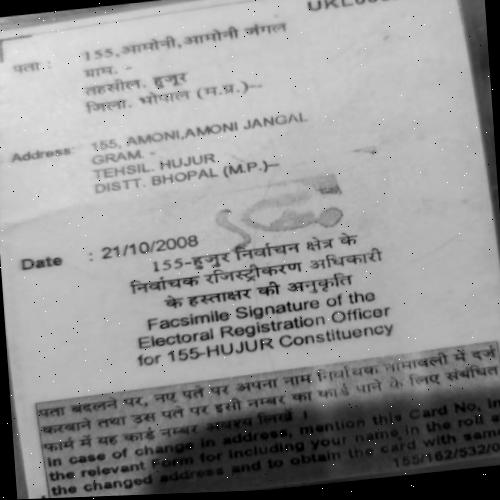 पता :   155,आमोनी,आमोनी जंगल
ग्राम. -
तहसील. हुजूर
जिला. भोपाल (म.प्र.)--
Address:   155, AMONI,AMONI JANGAL
GRAM. -
TEHSIL. HUJUR
DISTT. BHOPAL (M.P.)--
Date   : 21/10/2008
155-हुजुर निर्वाचन क्षेत्र के
निर्वाचक रजिस्ट्रीकरण अधिकारी
के हस्ताक्षर की अनुकृति
Facsimile Signature of the
Electoral Registration Officer
for 155-HUJUR Constituency
पता बदलने पर, नए पते पर अपना नाम निर्वाचक नामावली में दर्ज
करवाने तथा उस पते पर इसी नम्बर का कार्ड पाने के लिए संबंधित
फार्म में यह कार्ड नम्बर अवश्य लिखें ।
In case of change in address, mention this Card No. in
the relevant Form for including your name in the roll at
the changed address and to obtain the card with same
155/162/532/0